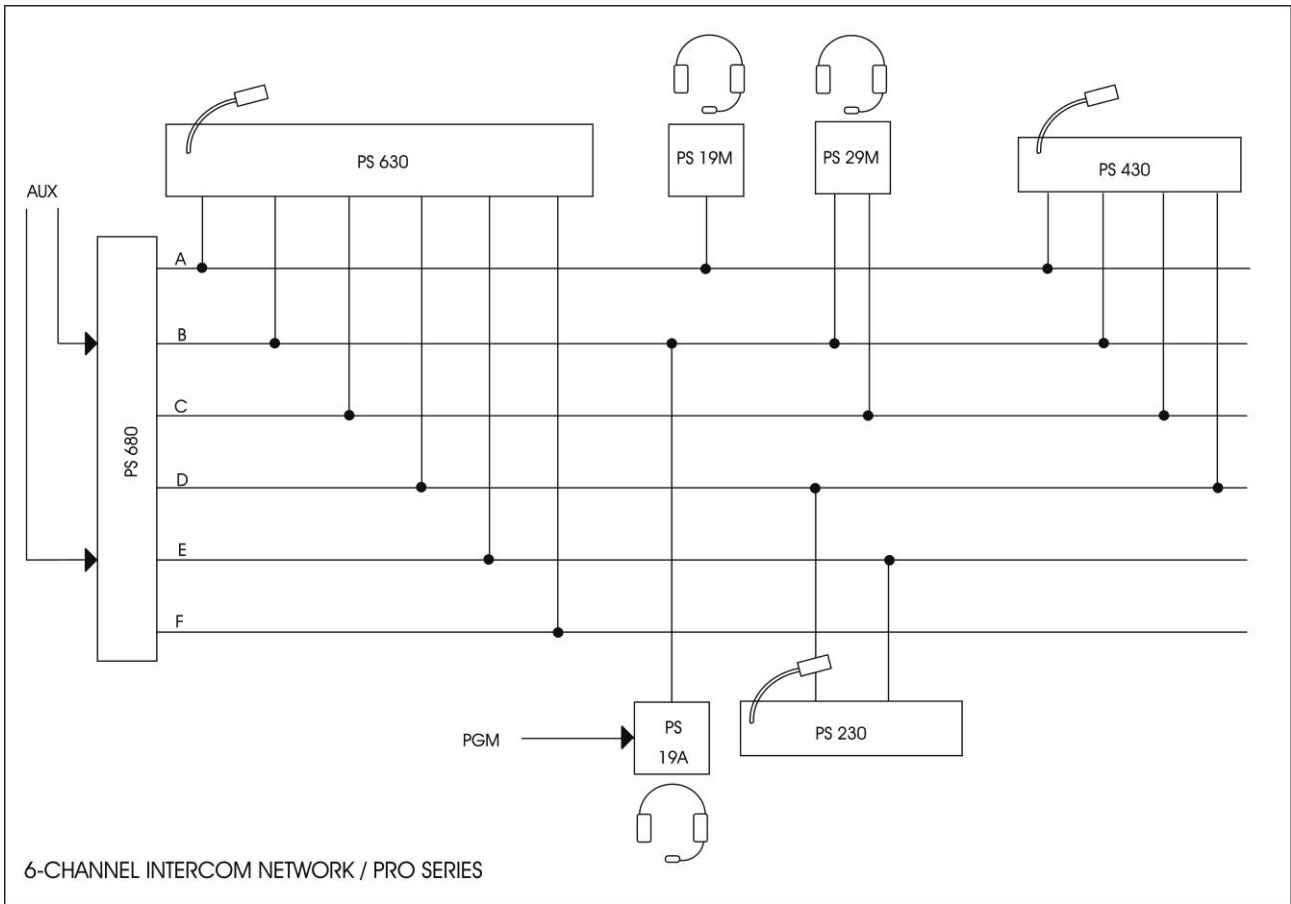 PS 630
PS 19M
PS 29M
PS 430
AUX
A
B
C
PS 680
D
E
F
PGM
PS
19A
PS 230
6-CHANNEL INTERCOM NETWORK / PRO SERIES